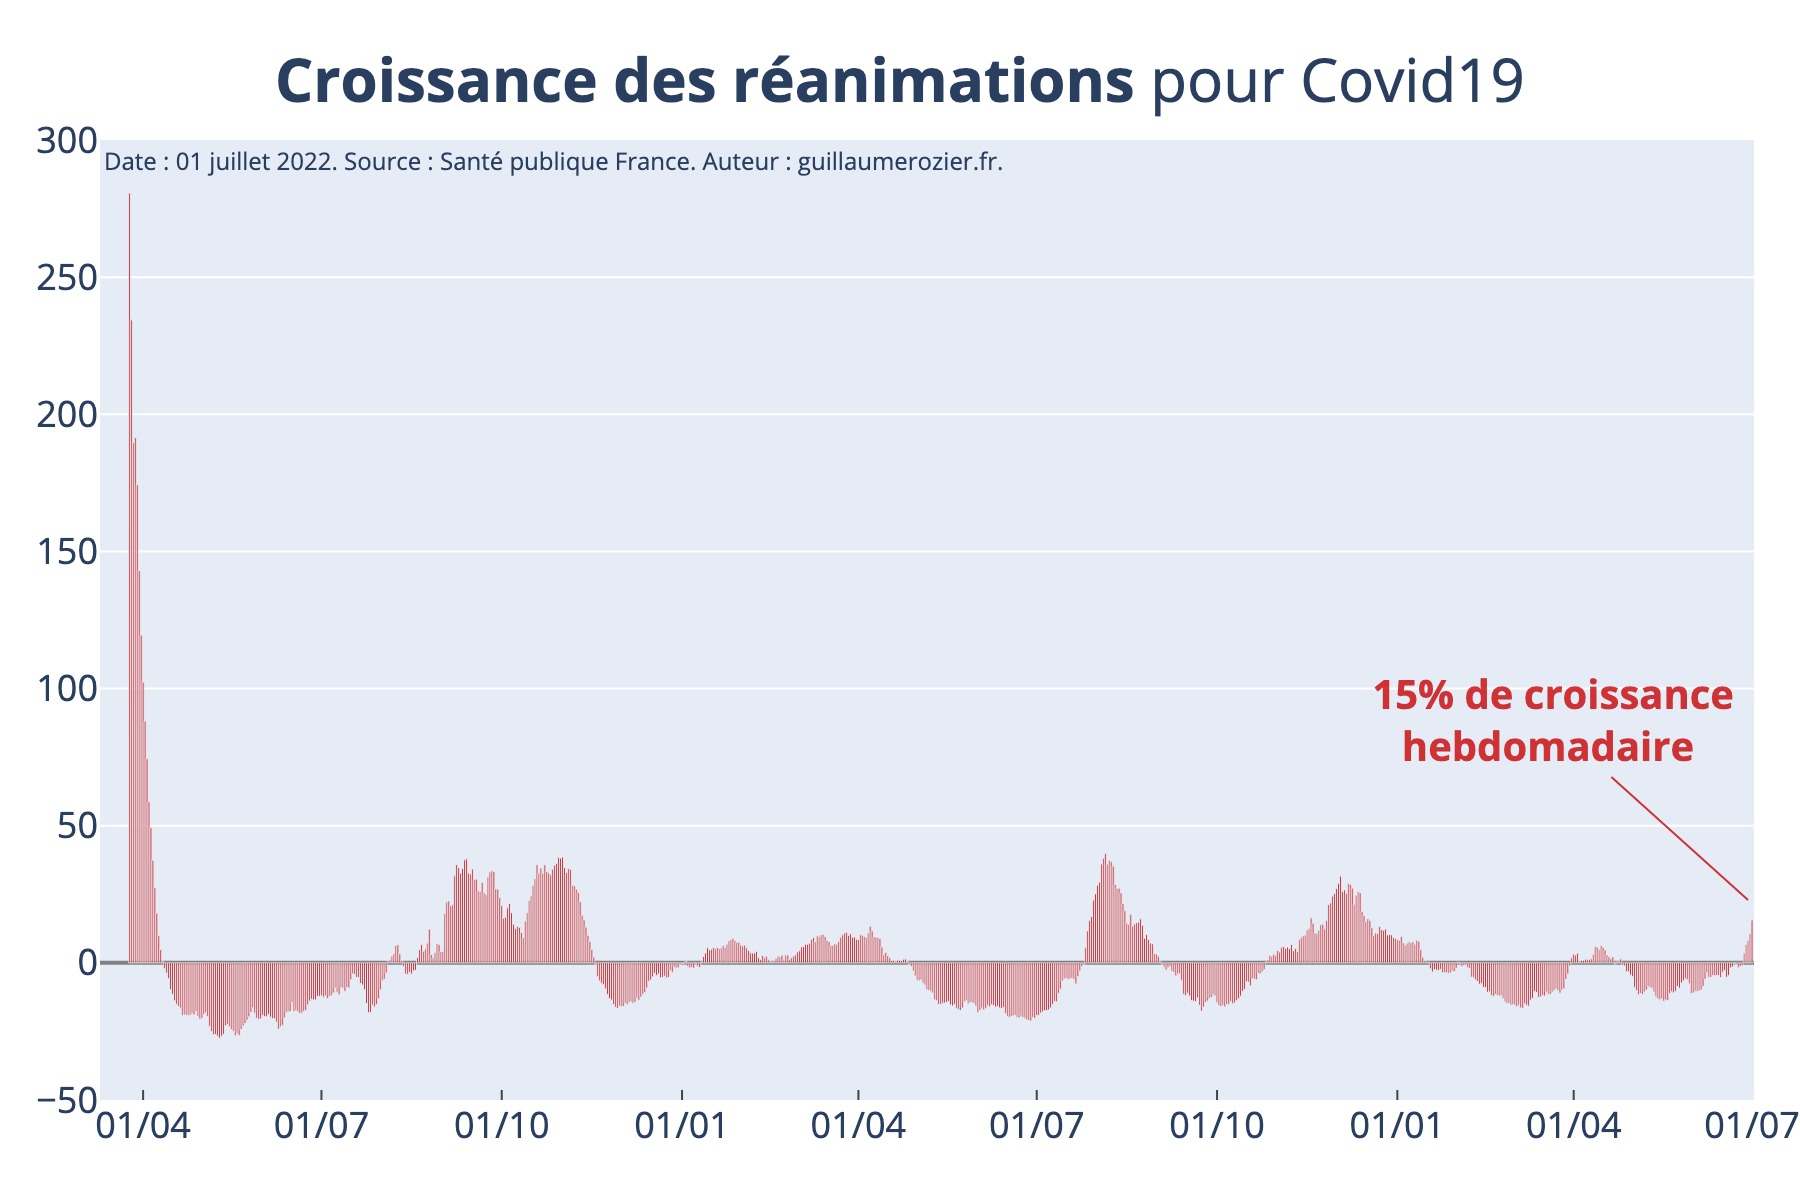 Croissance des réanimations pour Covid19
Date : 01 juillet 2022. Source : Santé publique France. Auteur : guillaumerozier.fr.
300
250
200
150
100
50
0
−50
15% de croissance
hebdomadaire
01/04 01/07 01/10 01/01 01/04 01/07 01/10 01/01 01/04 01/07